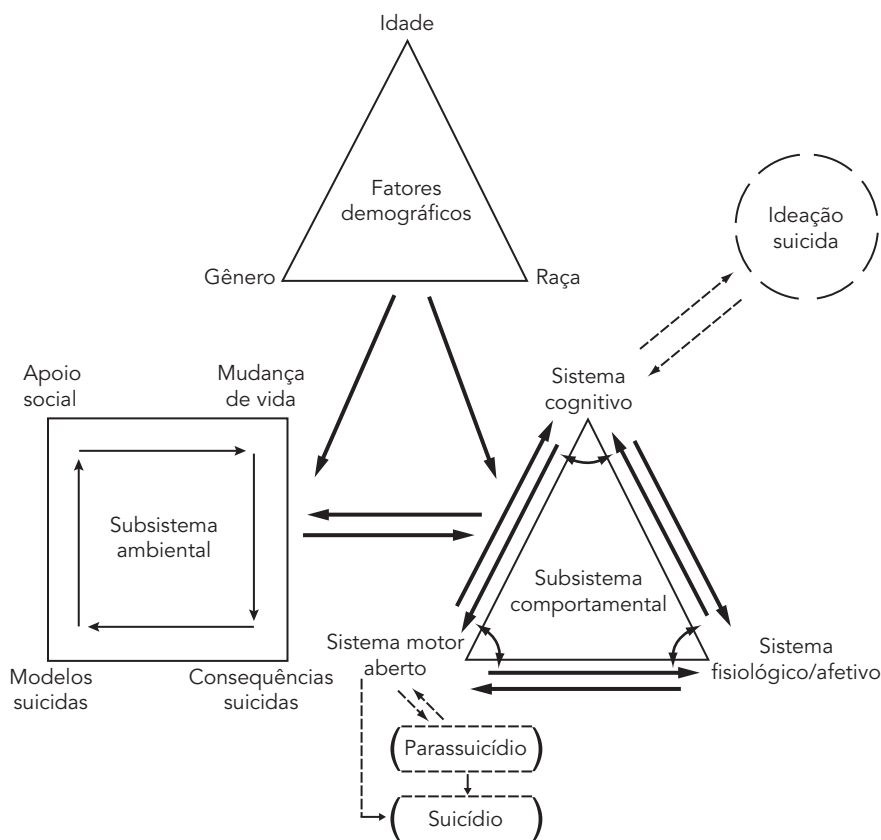 Idade
Fatores
demográficos
Gênero
Raça
Ideação
suicida
Apoio
social
Mudança
de vida
Sistema
cognitivo
Subsistema
ambiental
Subsistema
comportamental
Modelos
suicidas
Consequências
suicidas
Sistema motor
aberto
Sistema
fisiológico/afetivo
Parassuicídio
Suicídio